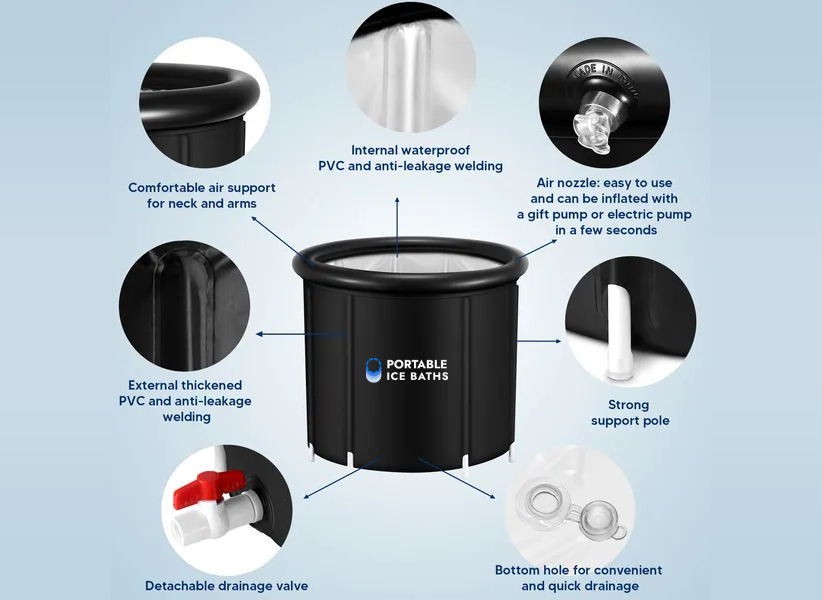 MADE IN
Internal waterproof
PVC and anti-leakage welding
Comfortable air support
for neck and arms
Air nozzle: easy to use
and can be inflated with
a gift pump or electric pump
in a few seconds
PORTABLE
ICE BATHS
External thickened
PVC and anti-leakage
welding
Strong
support pole
Detachable drainage valve
Bottom hole for convenient
and quick drainage